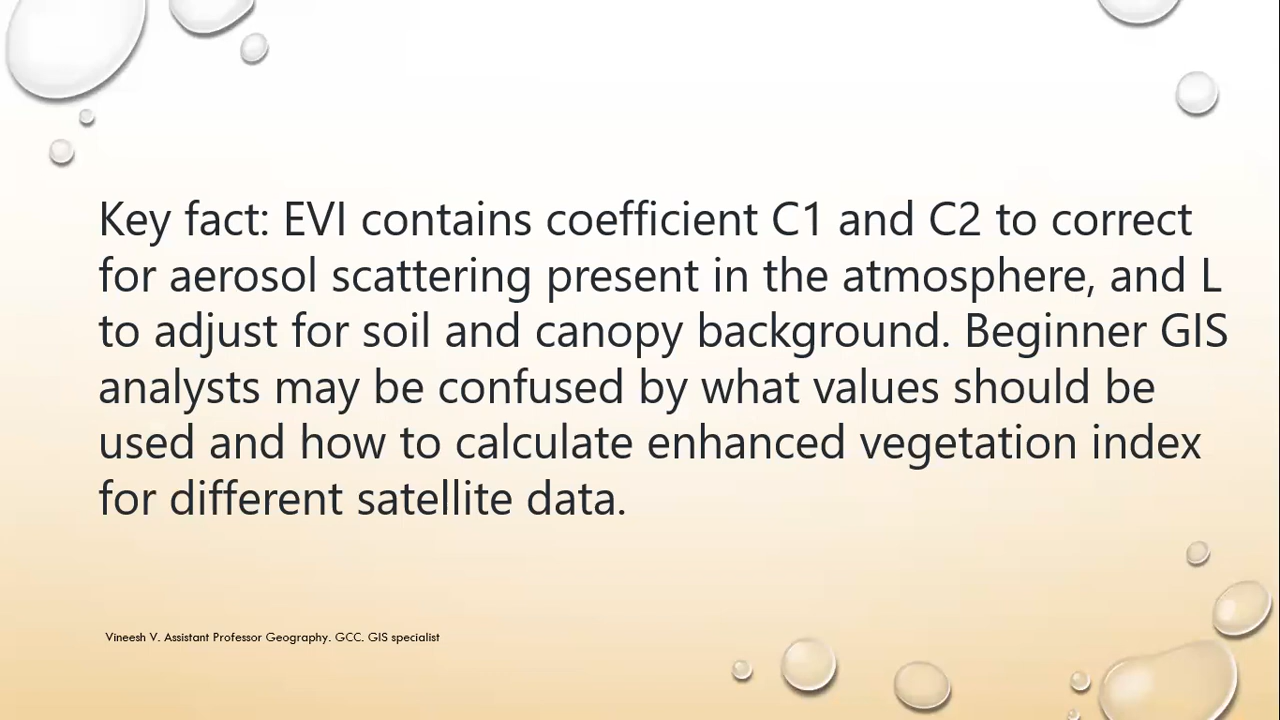 Key fact: EVI contains coefficient C1 and C2 to correct
for aerosol scattering present in the atmosphere, and L
to adjust for soil and canopy background. Beginner GIS
analysts may be confused by what values should be
used and how to calculate enhanced vegetation index
for different satellite data.
Vineesh V. Assistant Professor Geography. GCC. GIS specialist